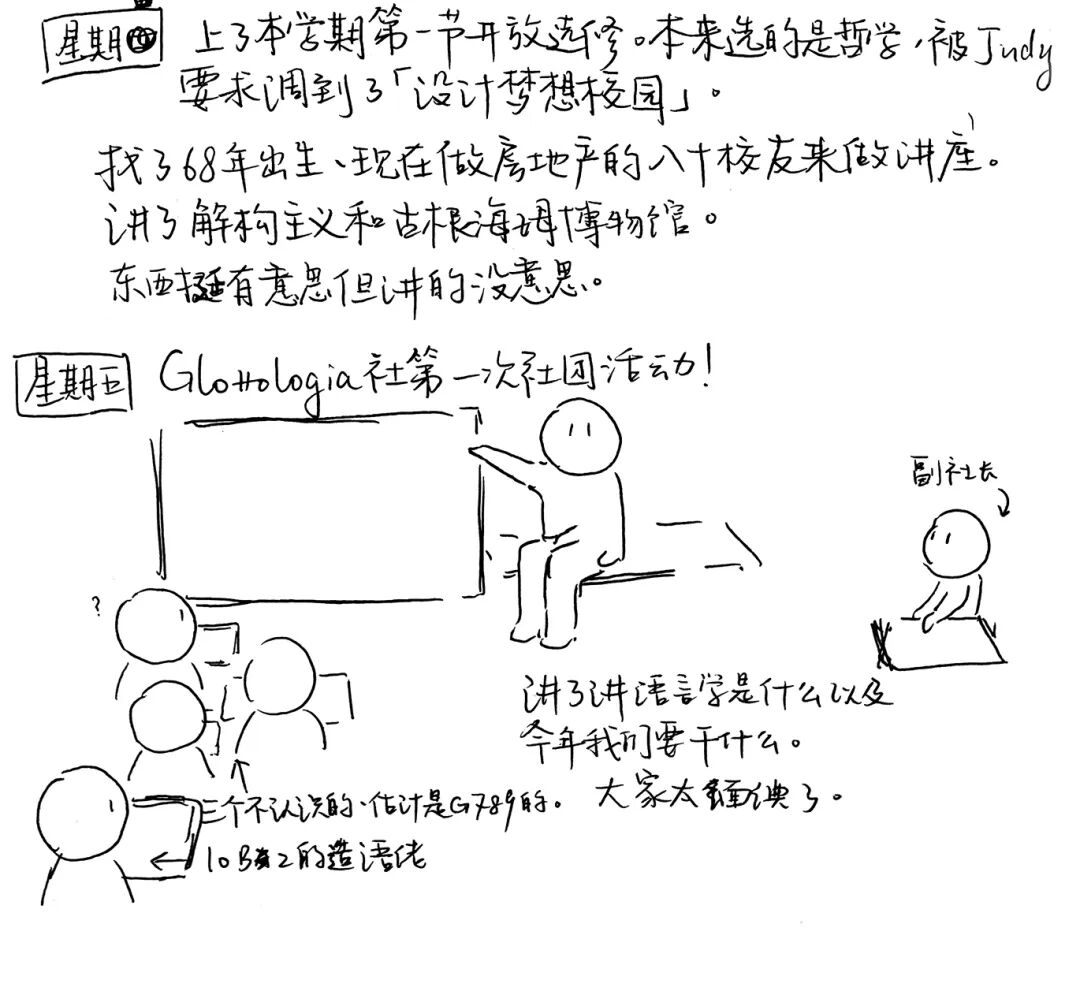 星期四 上了本学期第一节开放选修。本来选的是哲学,被Judy
要求调到了「设计梦想校园」。
找了68年出生、现在做房地产的八十校友来做讲座。
讲了解构主义和古根海姆博物馆。
东西挺有意思但讲的没意思。
星期五 Glottologia社第一次社团活动!
副社长
?
讲了讲语言学是什么以及
今年我们要干什么。
大家太腼腆了。
三个不认识的、估计是G789的。
10B 2的造语佬